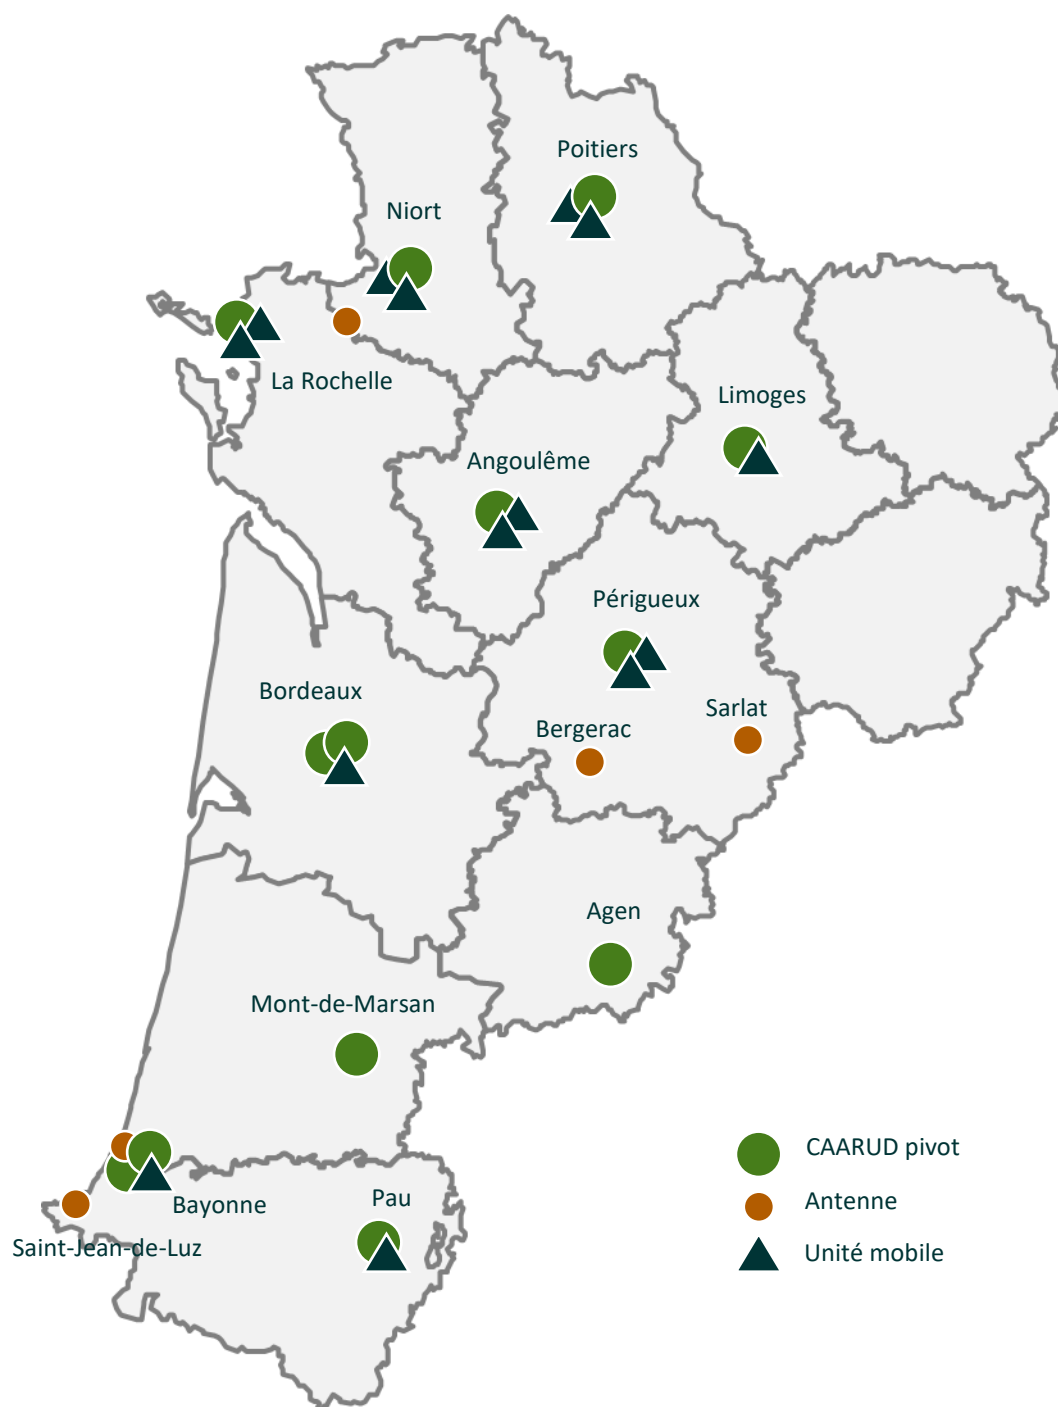 Poitiers
Niort
La Rochelle
Limoges
Angoulême
Périgueux
Bordeaux
Sarlat
Bergerac
Agen
Mont-de-Marsan
Bayonne
Pau
Saint-Jean-de-Luz
CAARUD pivot
Antenne
Unité mobile